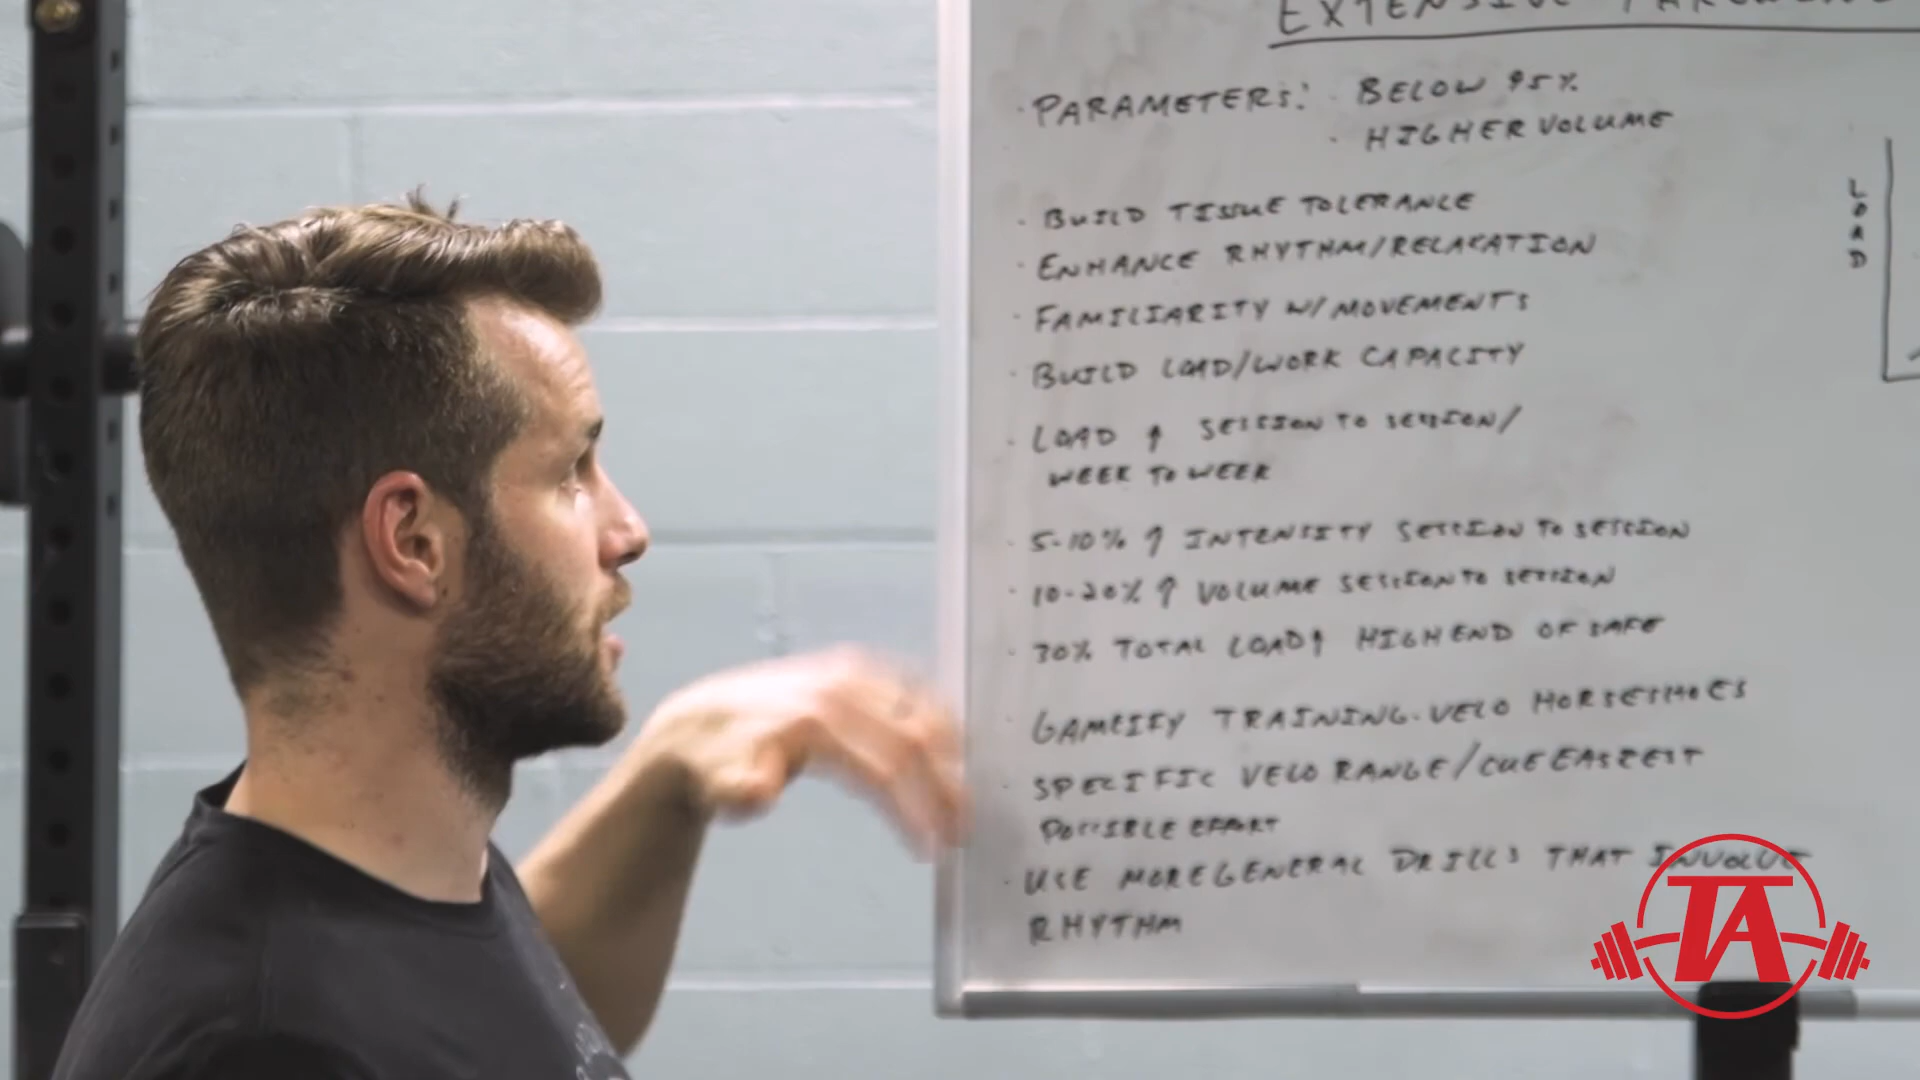 EXTENSIVE THROWING
· PARAMETERS: · BELOW 95%
· HIGHER VOLUME
· BUILD TISSUE TOLERANCE
· ENHANCE RHYTHM/RELAXATION
· FAMILIARITY W/MOVEMENTS
· BUILD LOAD/WORK CAPACITY
· LOAD ↑ SESSION TO SESSION/
WEEK TO WEEK
· 5-10% ↑ INTENSITY SESSION TO SESSION
· 10-20% ↑ VOLUME SESSION TO SESSION
· 30% TOTAL LOAD↑ HIGH END OF SAFE
· GAMEIFY TRAINING-VELO HORSESHOES
· SPECIFIC VELO RANGE/CUE EASIEST
POSSIBLE EFFORT
· USE MORE GENERAL DRILLS THAT INVOLVE
RHYTHM
LOAD
TA